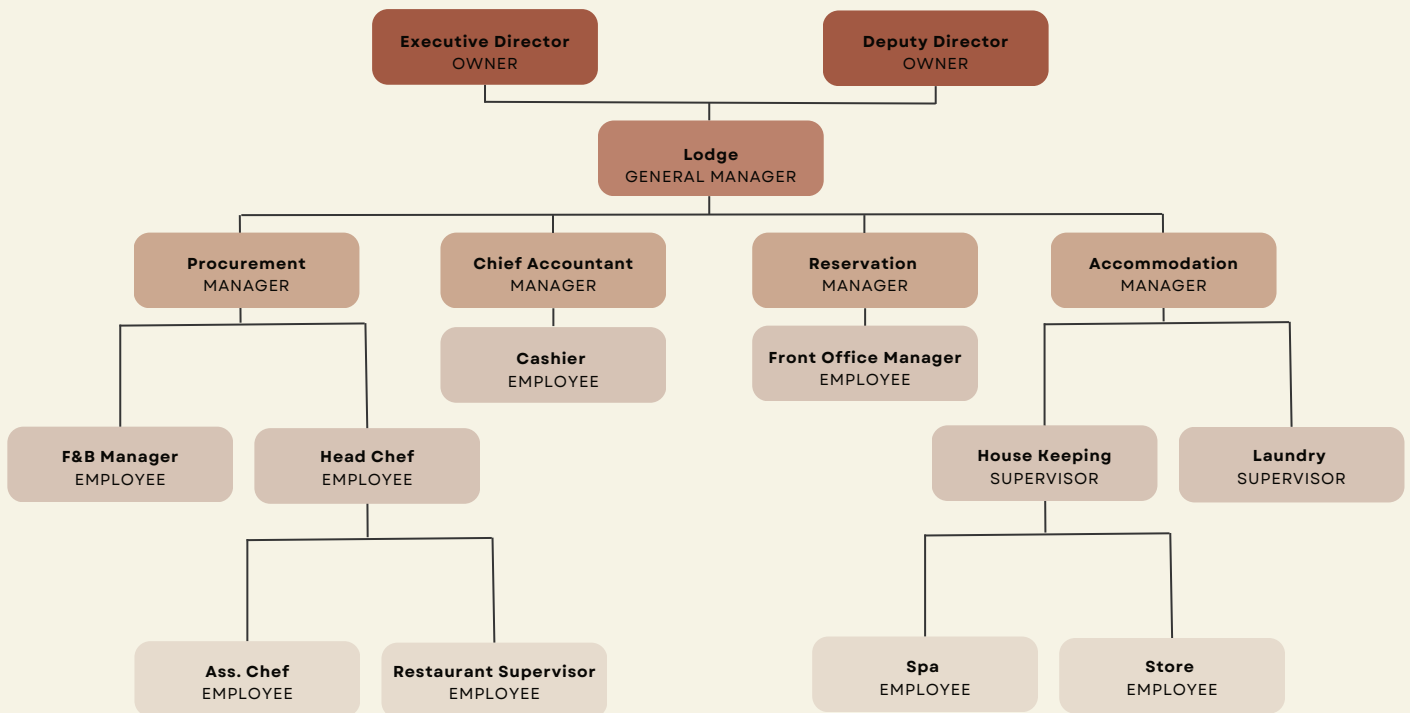 Executive Director
OWNER
Deputy Director
OWNER
Lodge
GENERAL MANAGER
Procurement
MANAGER
Chief Accountant
MANAGER
Reservation
MANAGER
Accommodation
MANAGER
Cashier
EMPLOYEE
Front Office Manager
EMPLOYEE
F&B Manager
EMPLOYEE
Head Chef
EMPLOYEE
House Keeping
SUPERVISOR
Laundry
SUPERVISOR
Ass. Chef
EMPLOYEE
Restaurant Supervisor
EMPLOYEE
Spa
EMPLOYEE
Store
EMPLOYEE